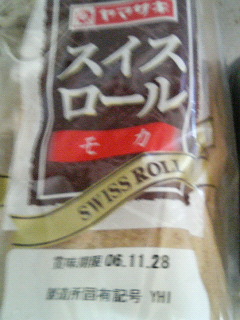 ヤマザキ
スイス
ロール
モカ
SWISS ROLL
賞味期限 06.11.28
製造所固有記号 YHI